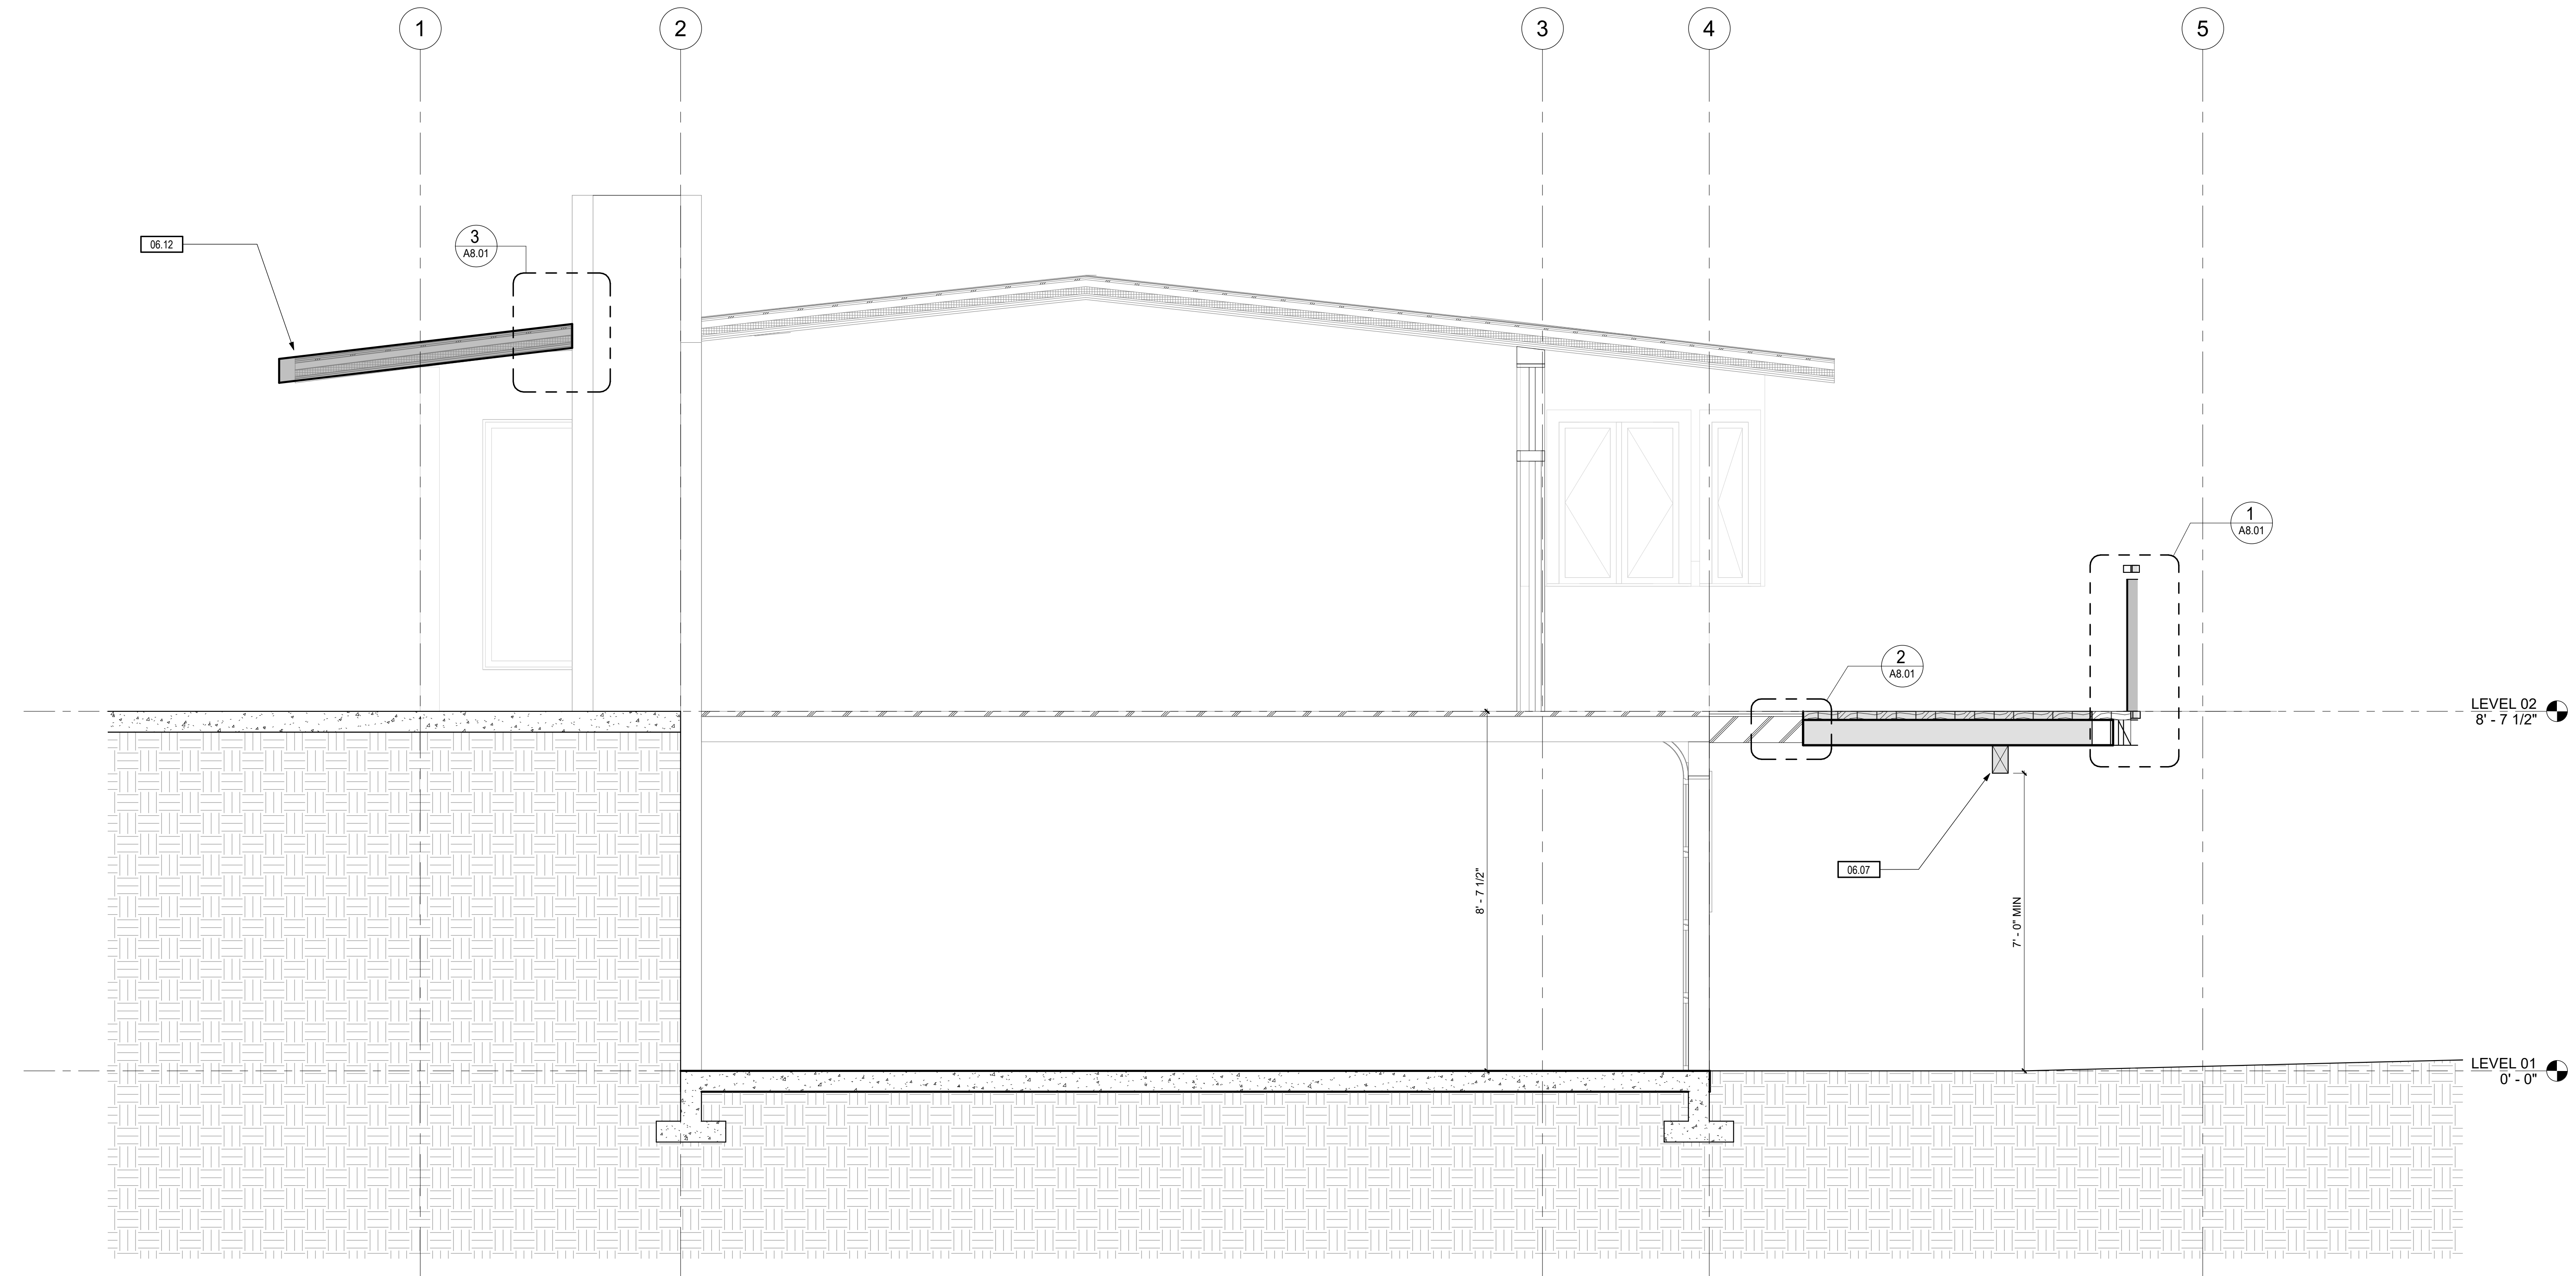 1
2
3
4
5
06.12
3
A8.01
1
A8.01
2
A8.01
LEVEL 02
8' - 7 1/2"
06.07
8' - 7 1/2"
7' - 0" MIN
LEVEL 01
0' - 0"